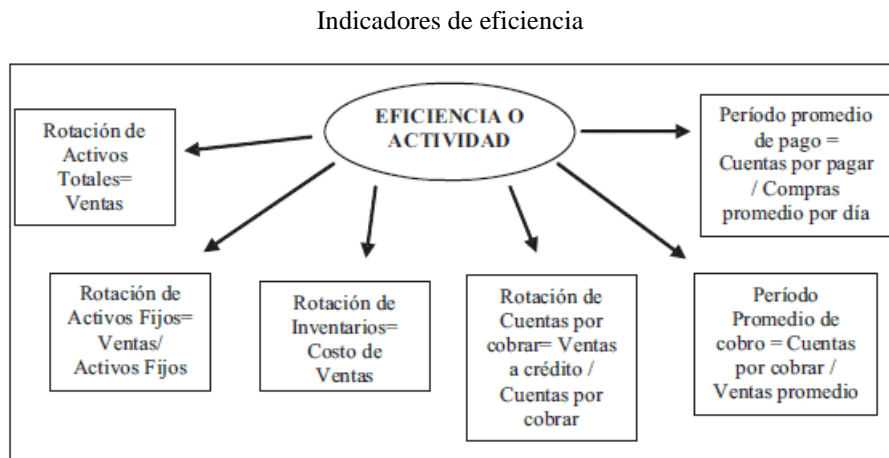 Indicadores de eficiencia
EFICIENCIA O
ACTIVIDAD
Rotación de
Activos
Totales=
Ventas
Período promedio
de pago =
Cuentas por pagar
/ Compras
promedio por día
Rotación de
Activos Fijos=
Ventas/
Activos Fijos
Rotación de
Inventarios=
Costo de
Ventas
Rotación de
Cuentas por
cobrar= Ventas
a crédito /
Cuentas por
cobrar
Período
Promedio de
cobro = Cuentas
por cobrar /
Ventas promedio